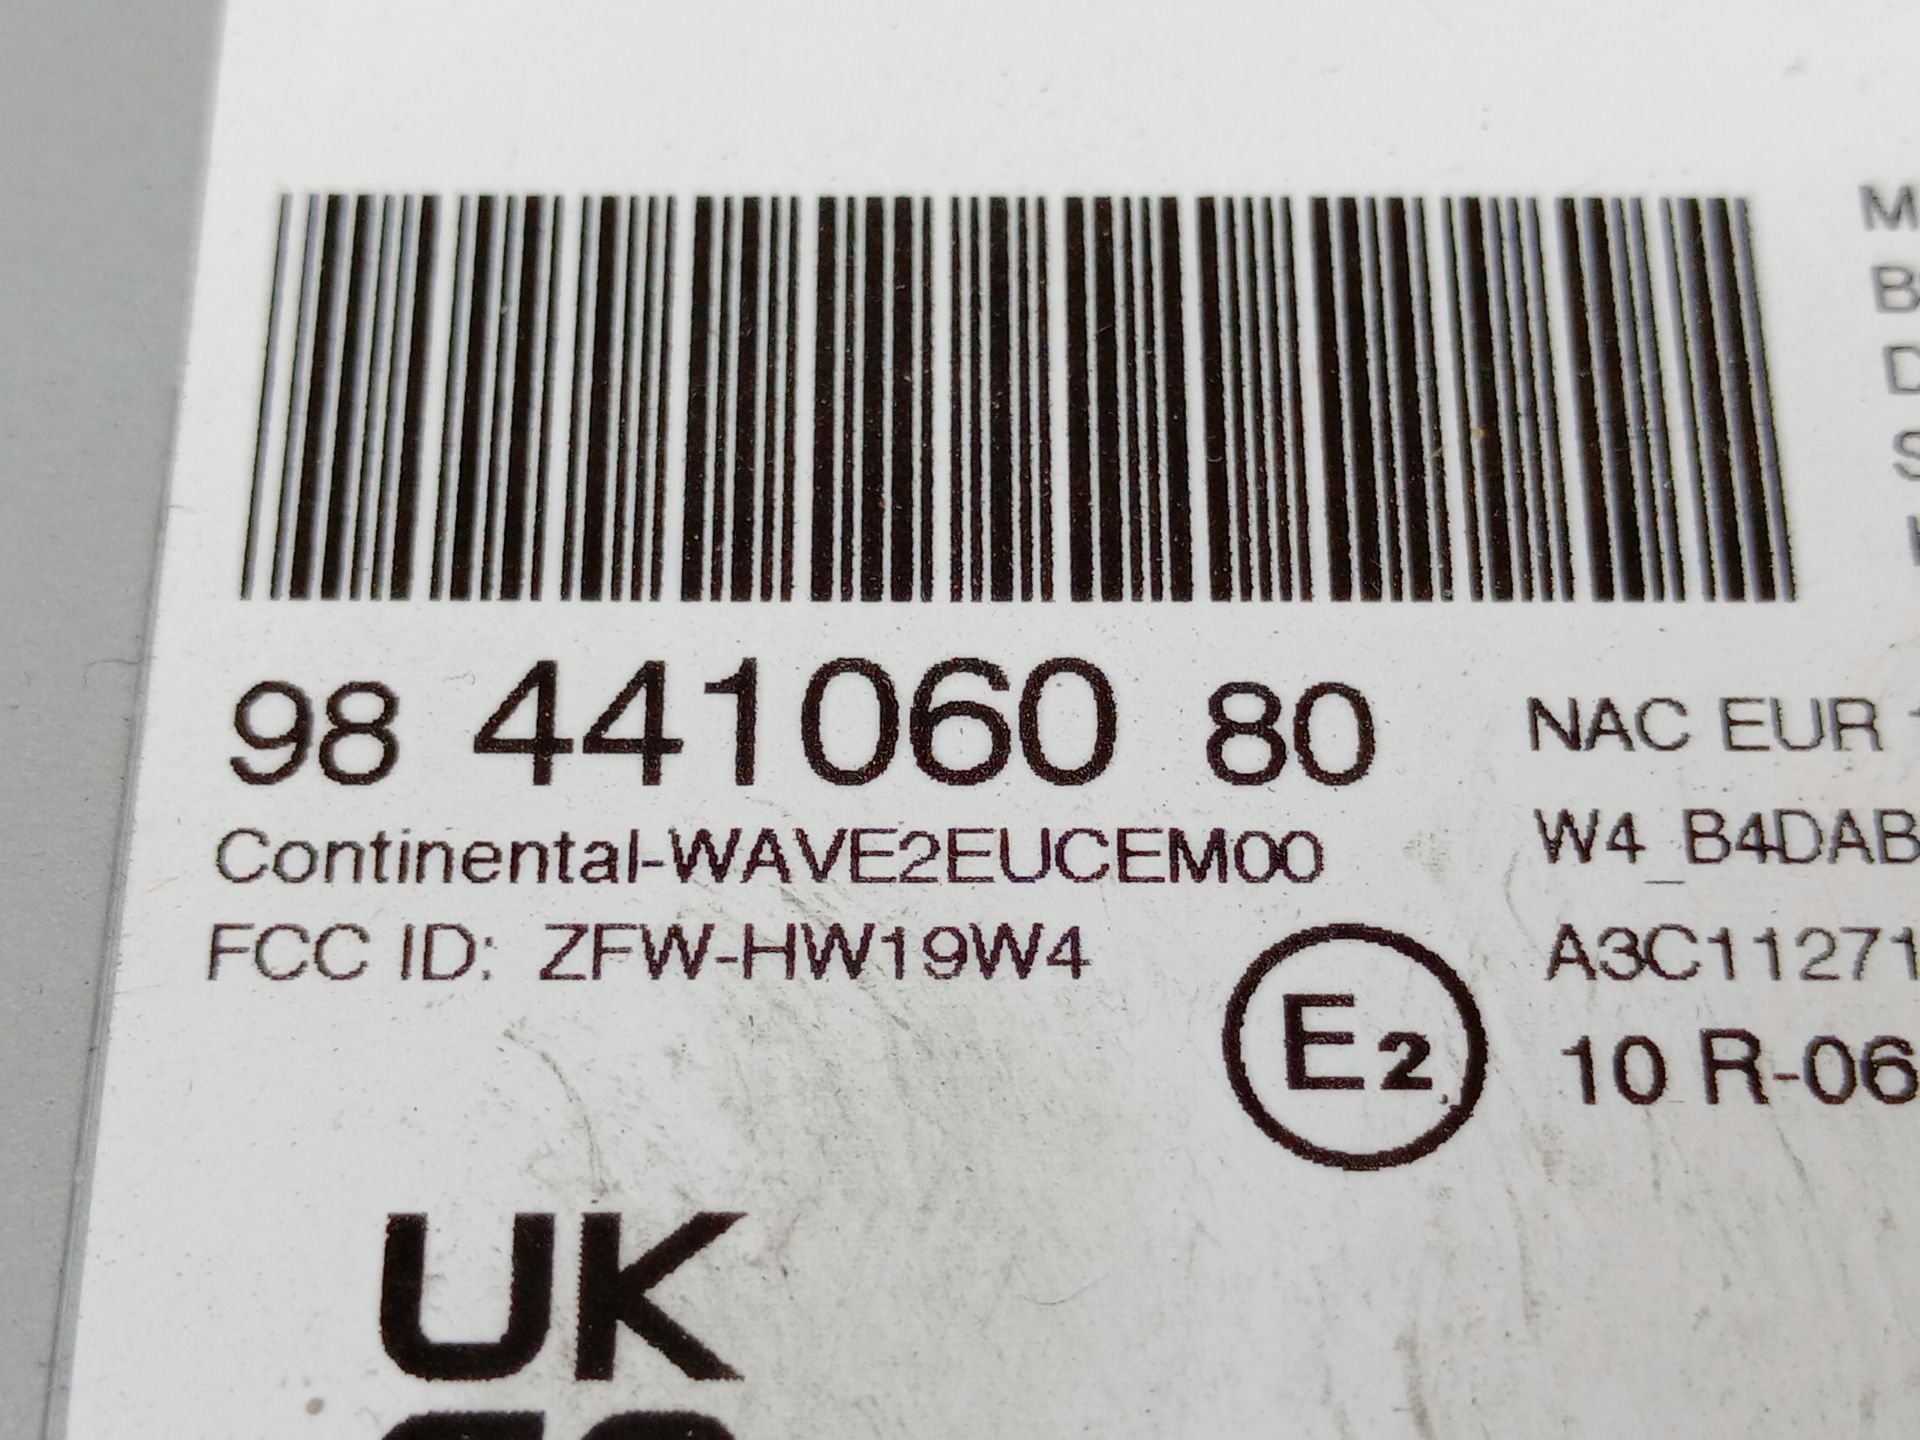 98 441060 80
Continental-WAVE2EUCEM00
FCC ID: ZFW-HW19W4
NAC EUR
W4_B4DAB
A3C11271
E2
10 R-06
UK
M
B
D
S